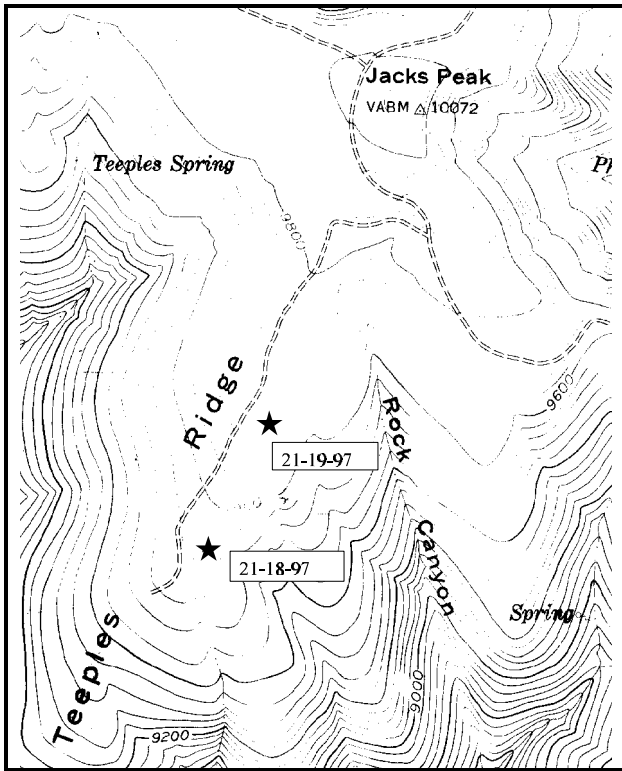 Jacks Peak
VABM 10072
Teeples Spring
9800
Ridge
9600
Rock
21-19-97
Canyon
21-18-97
Spring
Teeples
9000
9200